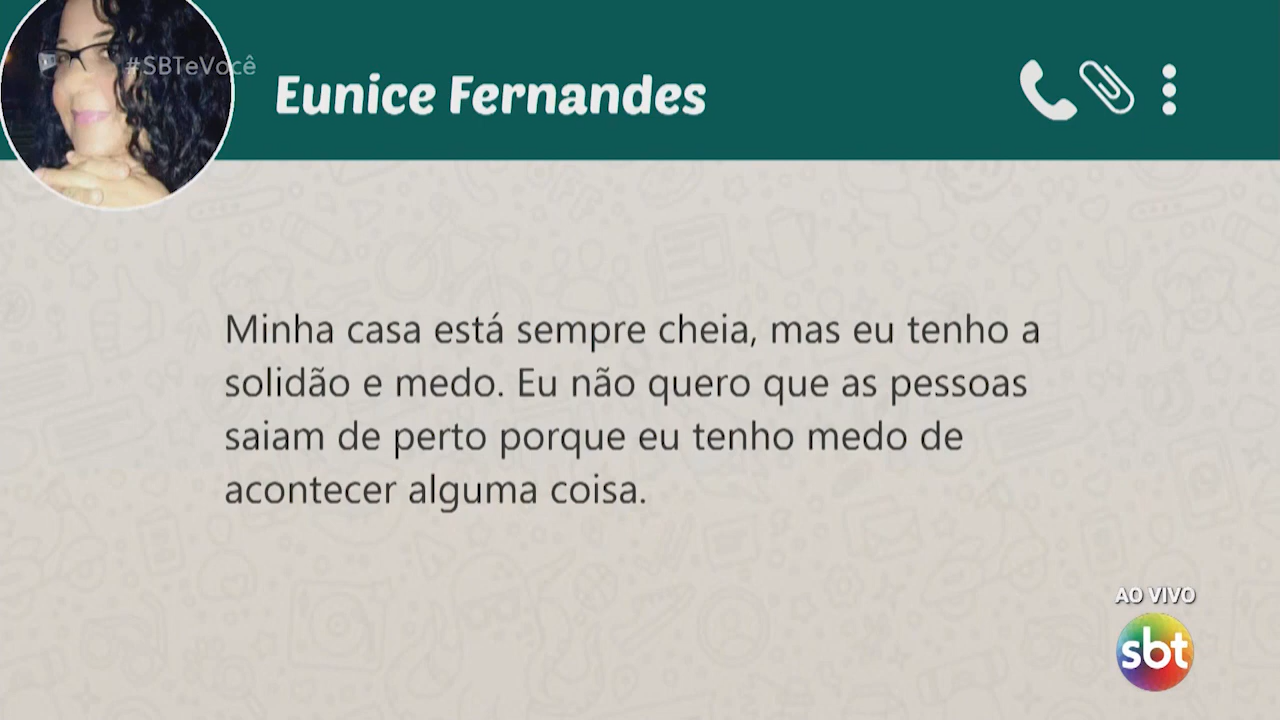 #SBTeVocê
Eunice Fernandes
Minha casa está sempre cheia, mas eu tenho a
solidão e medo. Eu não quero que as pessoas
saiam de perto porque eu tenho medo de
acontecer alguma coisa.
AO VIVO
sbt